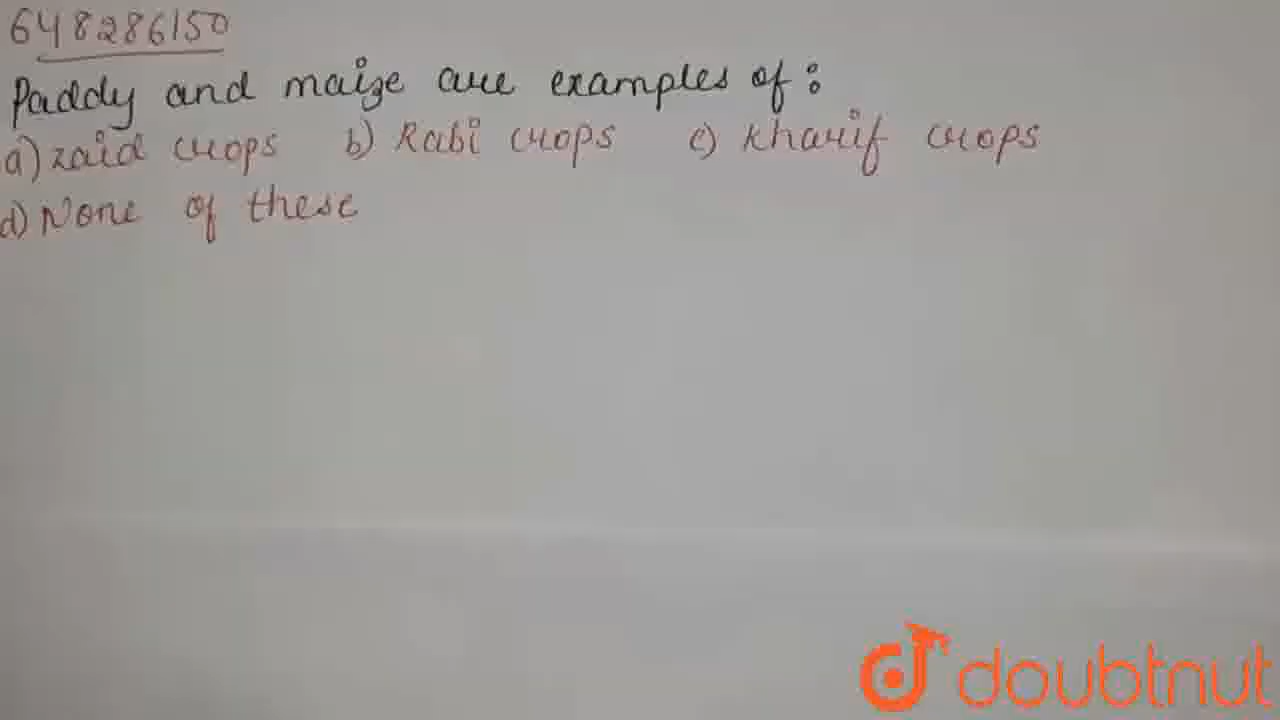 648286150
Paddy and maize are examples of:
a) zaid crops b) Rabi crops c) Kharif crops
d) None of these
doubtnut